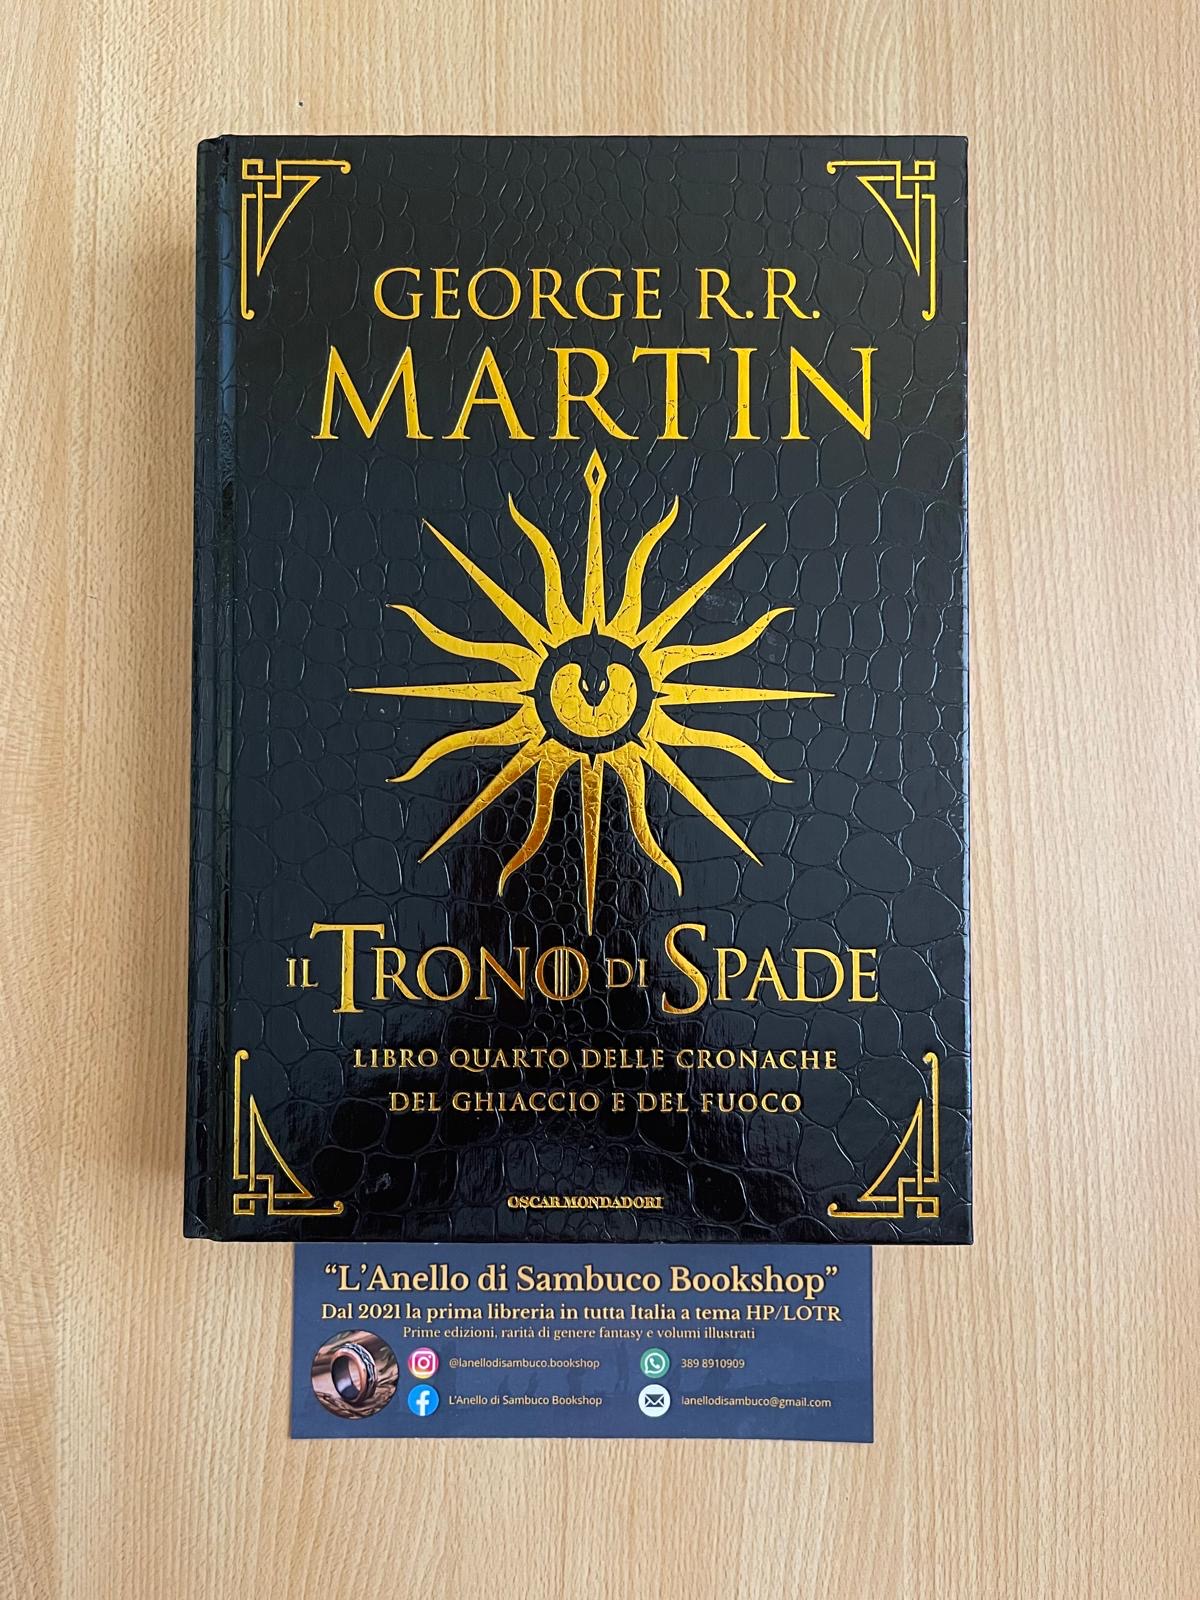 GEORGE R.R.
MARTIN
IL TRONO DI SPADE
LIBRO QUARTO DELLE CRONACHE
DEL GHIACCIO E DEL FUOCO
OSCAR MONDADORI
“L’Anello di Sambuco Bookshop”
Dal 2021 la prima libreria in tutta Italia a tema HP/LOTR
Prime edizioni, rarità di genere fantasy e volumi illustrati
@lanellodisambuco.bookshop
389 8910909
L’Anello di Sambuco Bookshop
lanellodisambuco@gmail.com